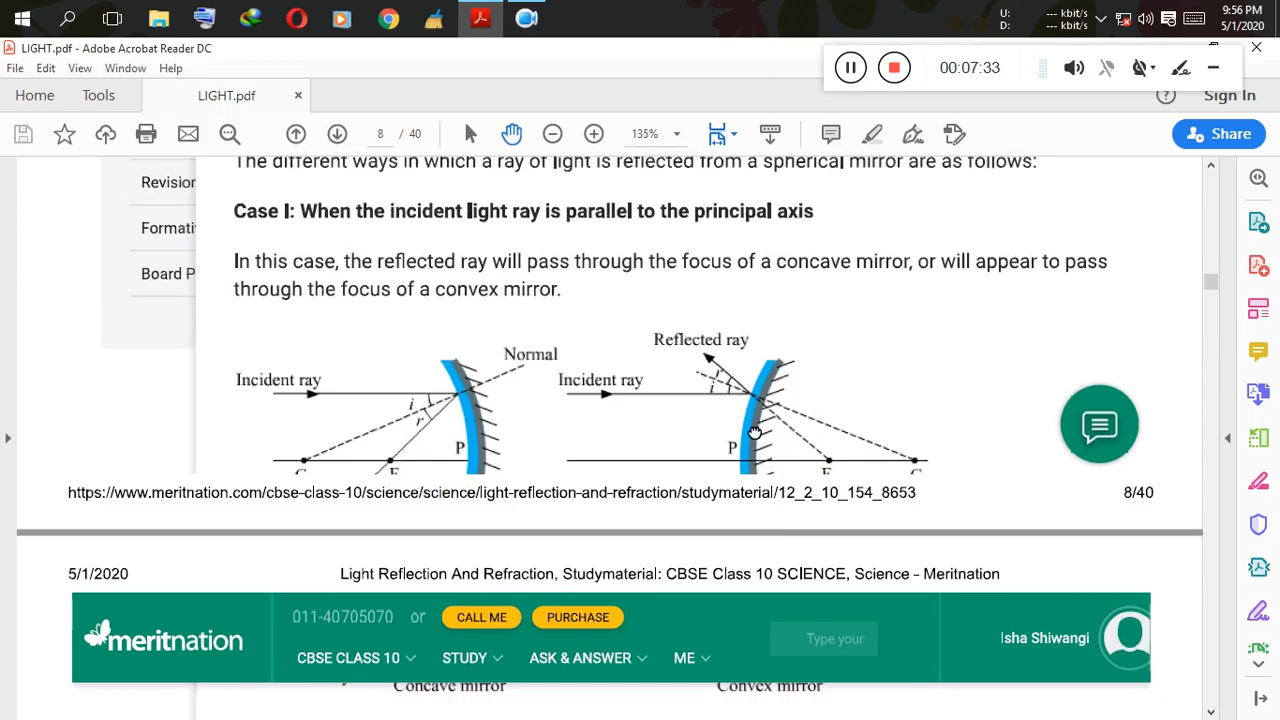 U: -- kbit/s
D: -- kbit/s
9:56 PM
5/1/2020
LIGHT.pdf - Adobe Acrobat Reader DC
File Edit View Window Help
00:07:33
Home Tools LIGHT.pdf × Sign In
8 / 40 135% Share
The different ways in which a ray of light is reflected from a spherical mirror are as follows:
Revision
Case I: When the incident light ray is parallel to the principal axis
Formati
In this case, the reflected ray will pass through the focus of a concave mirror, or will appear to pass
Board P
through the focus of a convex mirror.
Reflected ray
Normal
Incident ray Incident ray
i r
i r
P P
C F F C
https://www.meritnation.com/cbse-class-10/science/science/light-reflection-and-refraction/studymaterial/12_2_10_154_8653 8/40
5/1/2020 Light Reflection And Refraction, Studymaterial: CBSE Class 10 SCIENCE, Science - Meritnation
011-40705070 or CALL ME PURCHASE
meritnation Type your Isha Shiwangi
CBSE CLASS 10 STUDY ASK & ANSWER ME
Concave mirror Convex mirror